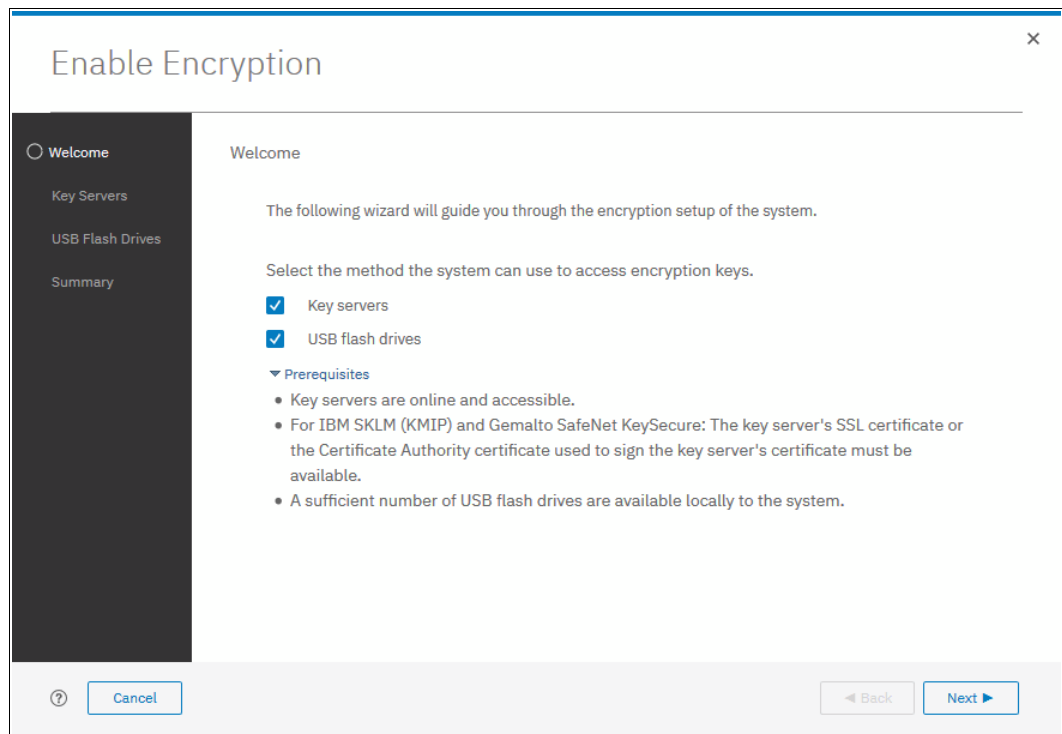 Enable Encryption
Welcome
Key Servers
USB Flash Drives
Summary
Welcome
The following wizard will guide you through the encryption setup of the system.
Select the method the system can use to access encryption keys.
Key servers
USB flash drives
Prerequisites
• Key servers are online and accessible.
• For IBM SKLM (KMIP) and Gemalto SafeNet KeySecure: The key server's SSL certificate or
the Certificate Authority certificate used to sign the key server's certificate must be
available.
• A sufficient number of USB flash drives are available locally to the system.
?
Cancel
Back
Next